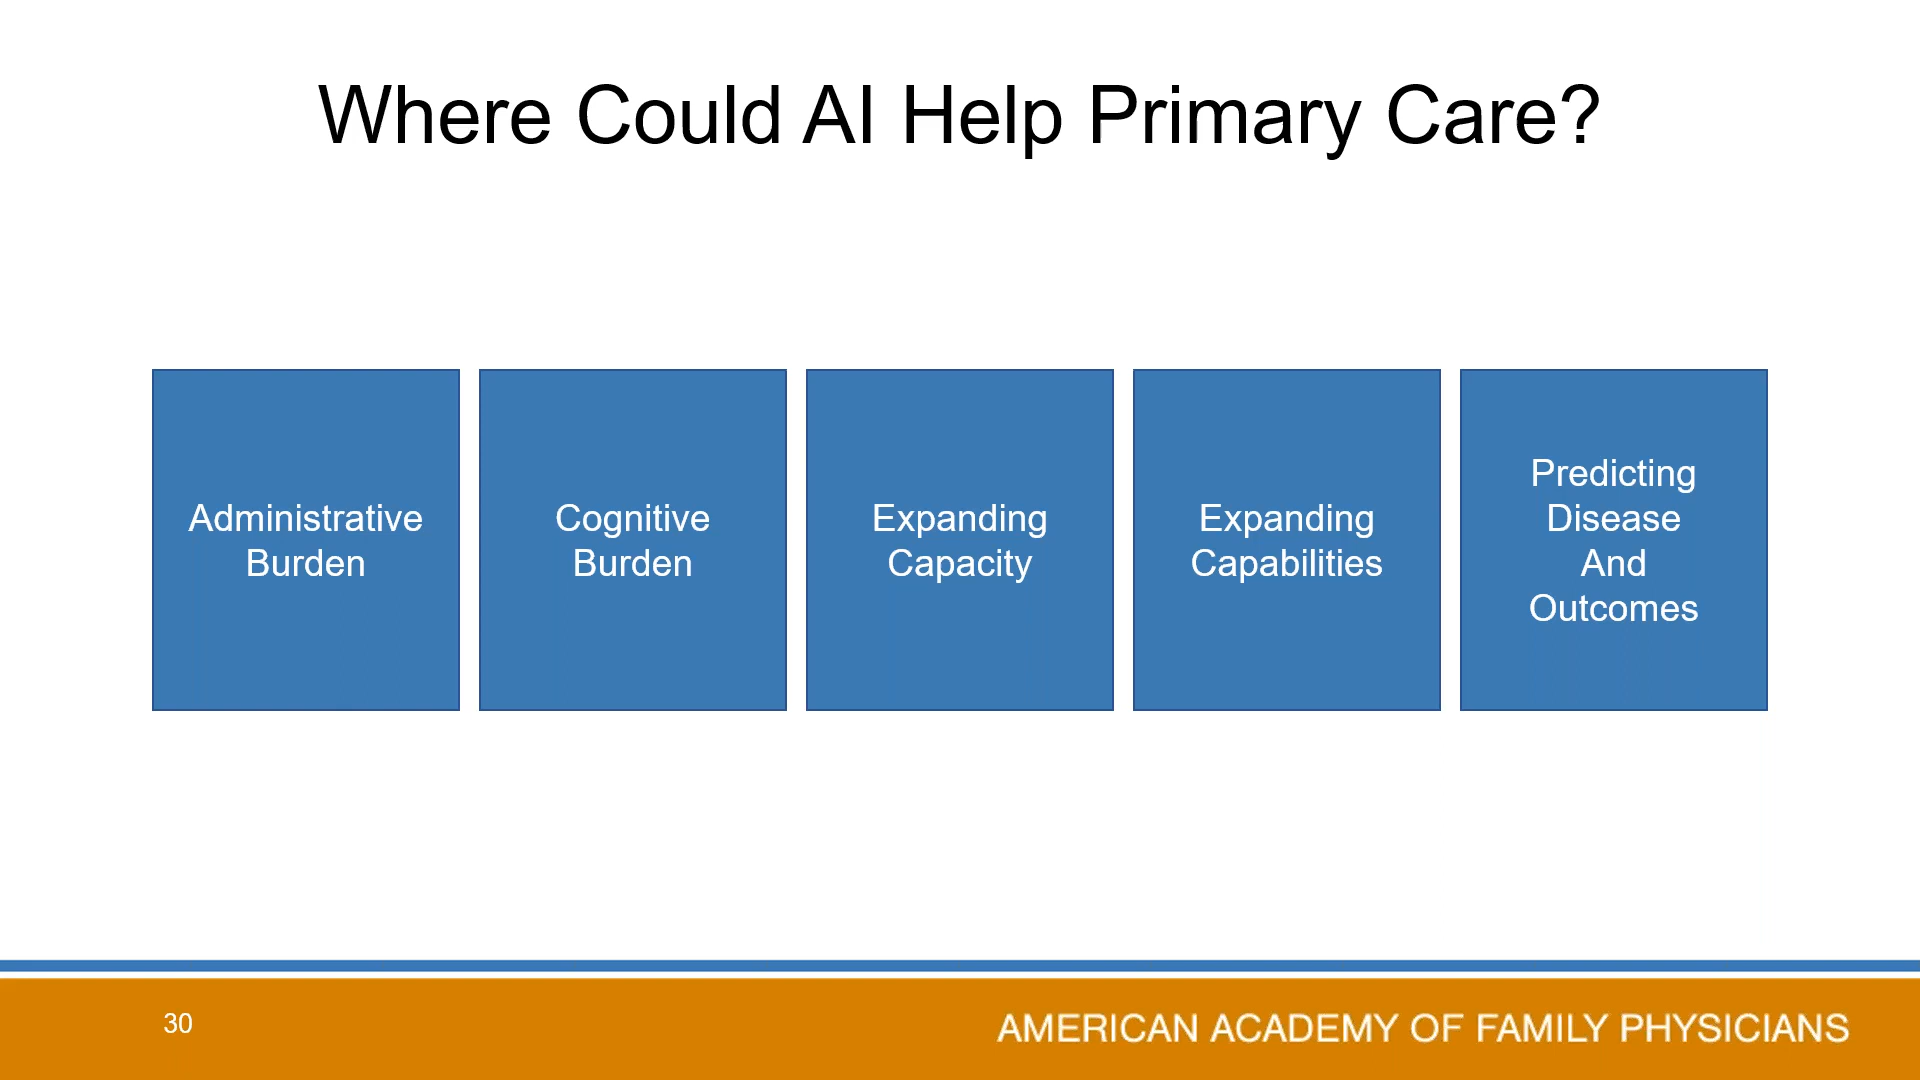 Where Could AI Help Primary Care?
Administrative
Burden
Cognitive
Burden
Expanding
Capacity
Expanding
Capabilities
Predicting
Disease
And
Outcomes
30
AMERICAN ACADEMY OF FAMILY PHYSICIANS